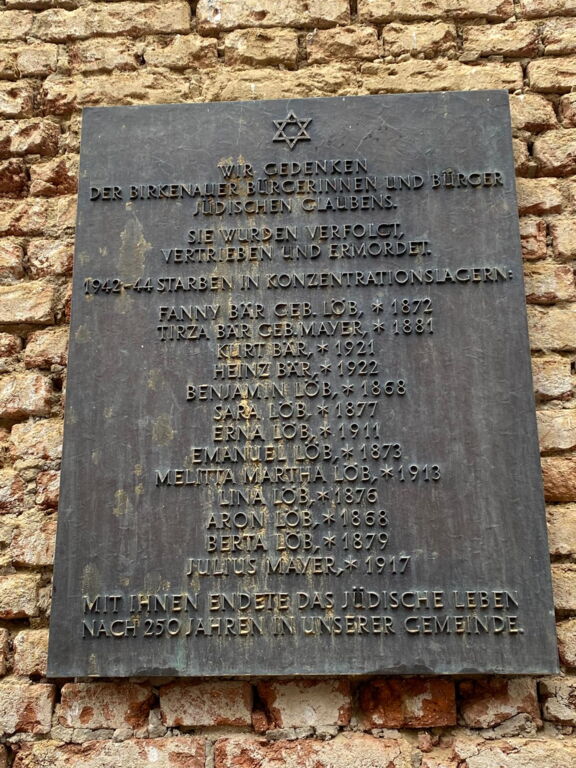 WIR GEDENKEN
DER BIRKENAUER BÜRGERINNEN UND BÜRGER
JÜDISCHEN GLAUBENS.
SIE WURDEN VERFOLGT,
VERTRIEBEN UND ERMORDET.
1942-44 STARBEN IN KONZENTRATIONSLAGERN:
FANNY BÄR GEB. LÖB, * 1872
TIRZA BÄR GEB. MAYER, * 1881
KURT BÄR, * 1921
HEINZ BÄR, * 1922
BENJAMIN LÖB, * 1868
SARA LÖB, * 1877
ERNA LÖB, * 1911
EMANUEL LÖB, * 1873
MELITTA MARTHA LÖB, * 1913
LINA LÖB, * 1876
ARON LÖB, * 1868
BERTA LÖB, * 1879
JULIUS MAYER, * 1917
MIT IHNEN ENDETE DAS JÜDISCHE LEBEN
NACH 250 JAHREN IN UNSERER GEMEINDE.